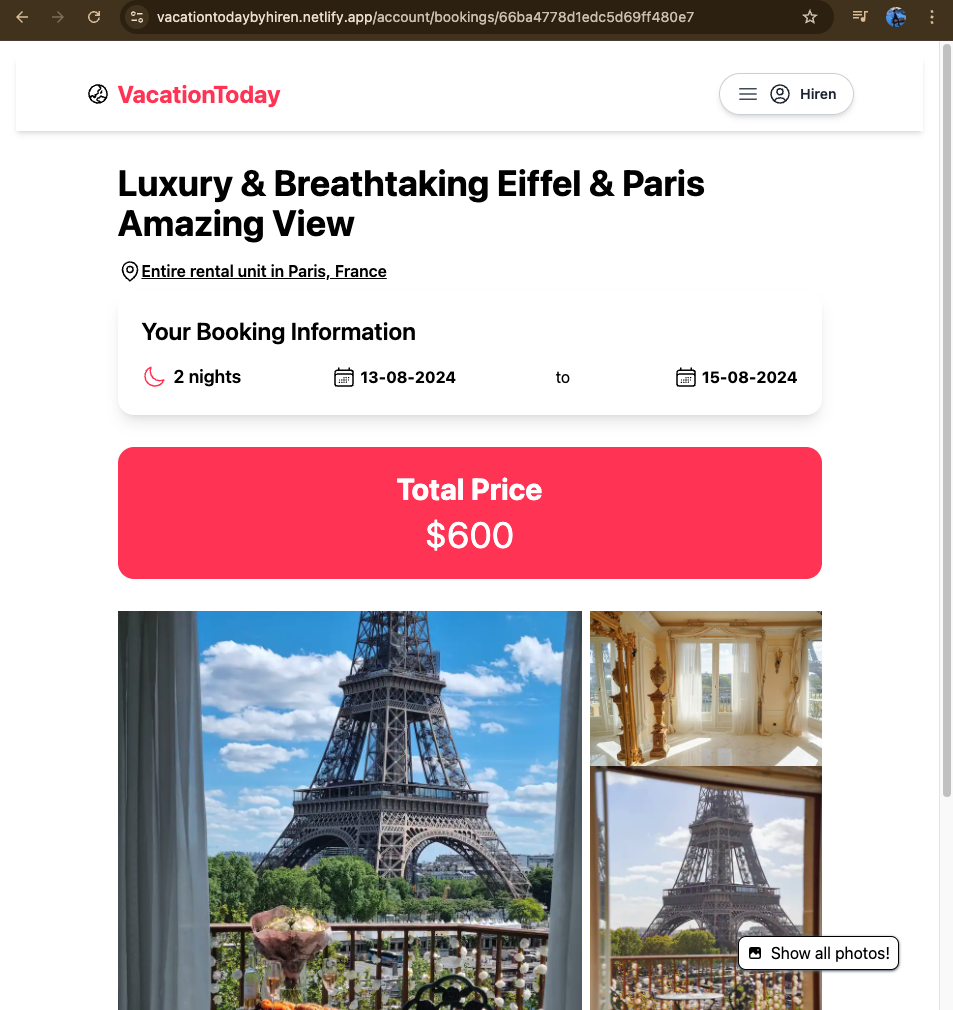 vacationtodaybyhiren.netlify.app/account/bookings/66ba4778d1edc5d69ff480e7
VacationToday
Hiren
Luxury & Breathtaking Eiffel & Paris
Amazing View
Entire rental unit in Paris, France
Your Booking Information
2 nights 13-08-2024 to 15-08-2024
Total Price
$600
Show all photos!